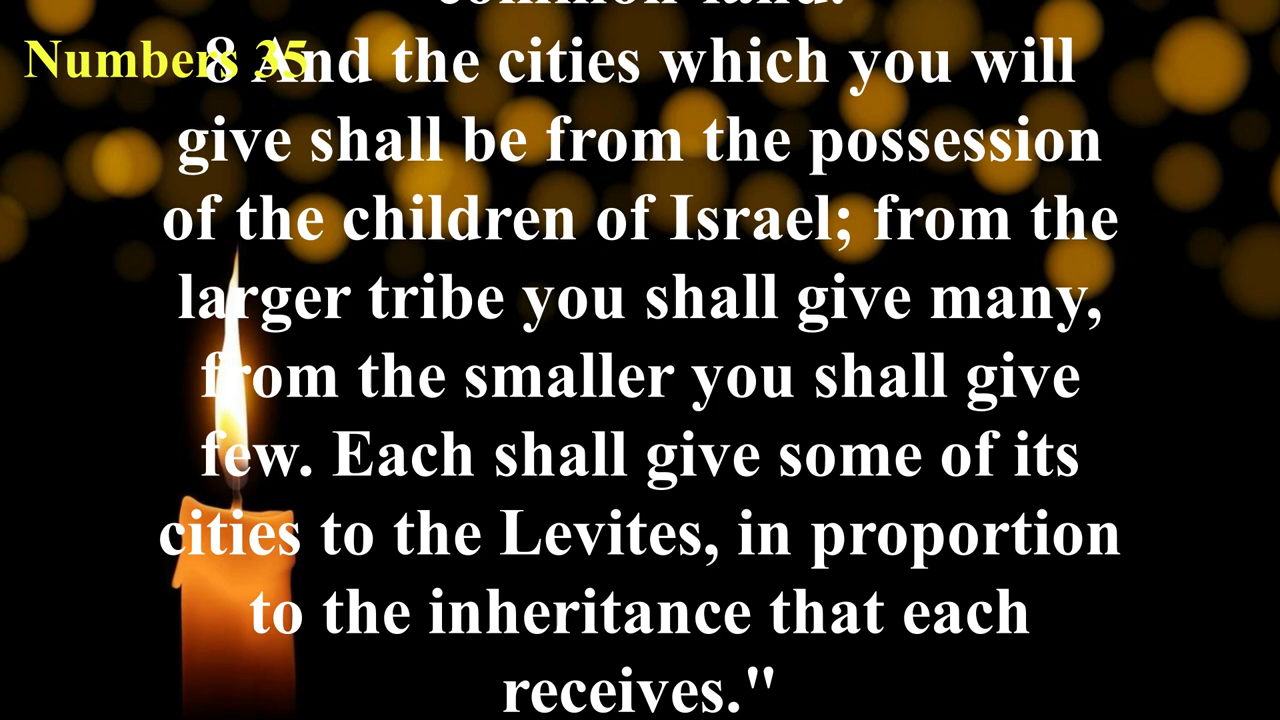 common-land.
Numbers 35
8 And the cities which you will
give shall be from the possession
of the children of Israel; from the
larger tribe you shall give many,
from the smaller you shall give
few. Each shall give some of its
cities to the Levites, in proportion
to the inheritance that each
receives."